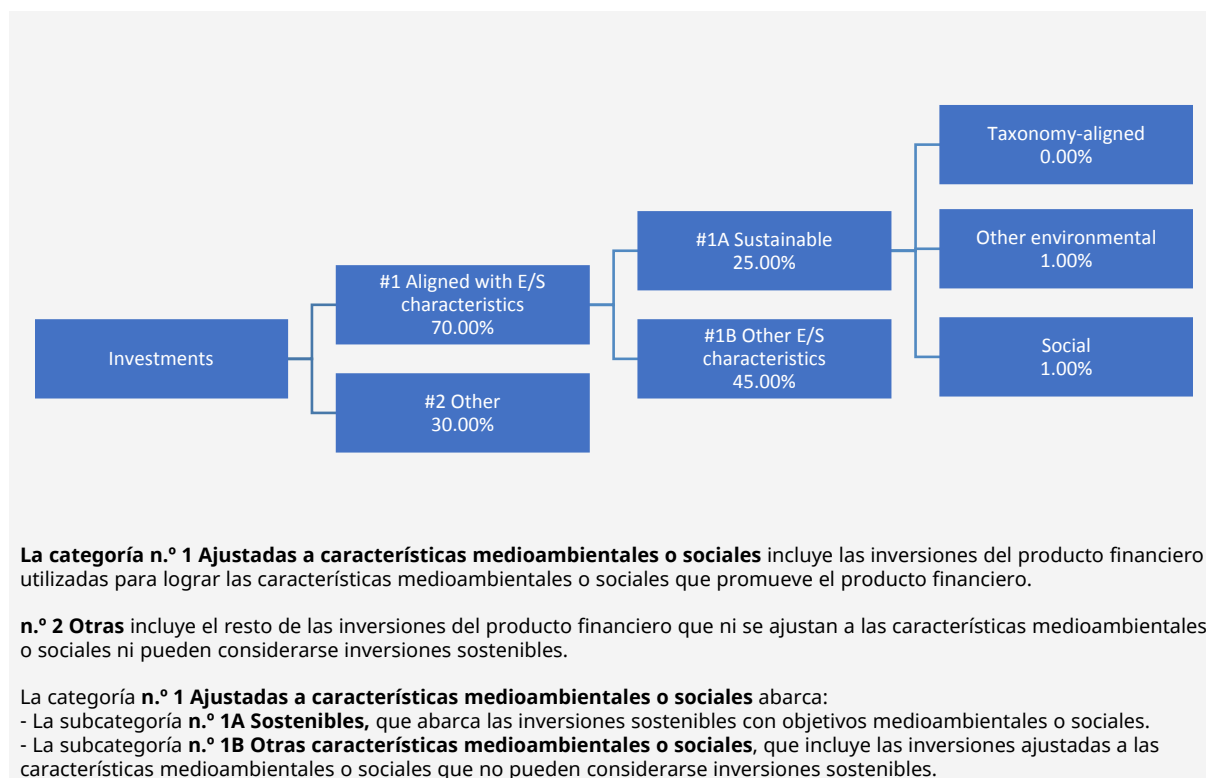 Taxonomy-aligned
0.00%
#1A Sustainable
25.00%
Other environmental
1.00%
#1 Aligned with E/S
characteristics
70.00%
Investments
#1B Other E/S
characteristics
45.00%
Social
1.00%
#2 Other
30.00%
La categoría n.º 1 Ajustadas a características medioambientales o sociales incluye las inversiones del producto financiero
utilizadas para lograr las características medioambientales o sociales que promueve el producto financiero.
n.º 2 Otras incluye el resto de las inversiones del producto financiero que ni se ajustan a las características medioambientales
o sociales ni pueden considerarse inversiones sostenibles.
La categoría n.º 1 Ajustadas a características medioambientales o sociales abarca:
- La subcategoría n.º 1A Sostenibles, que abarca las inversiones sostenibles con objetivos medioambientales o sociales.
- La subcategoría n.º 1B Otras características medioambientales o sociales, que incluye las inversiones ajustadas a las
características medioambientales o sociales que no pueden considerarse inversiones sostenibles.